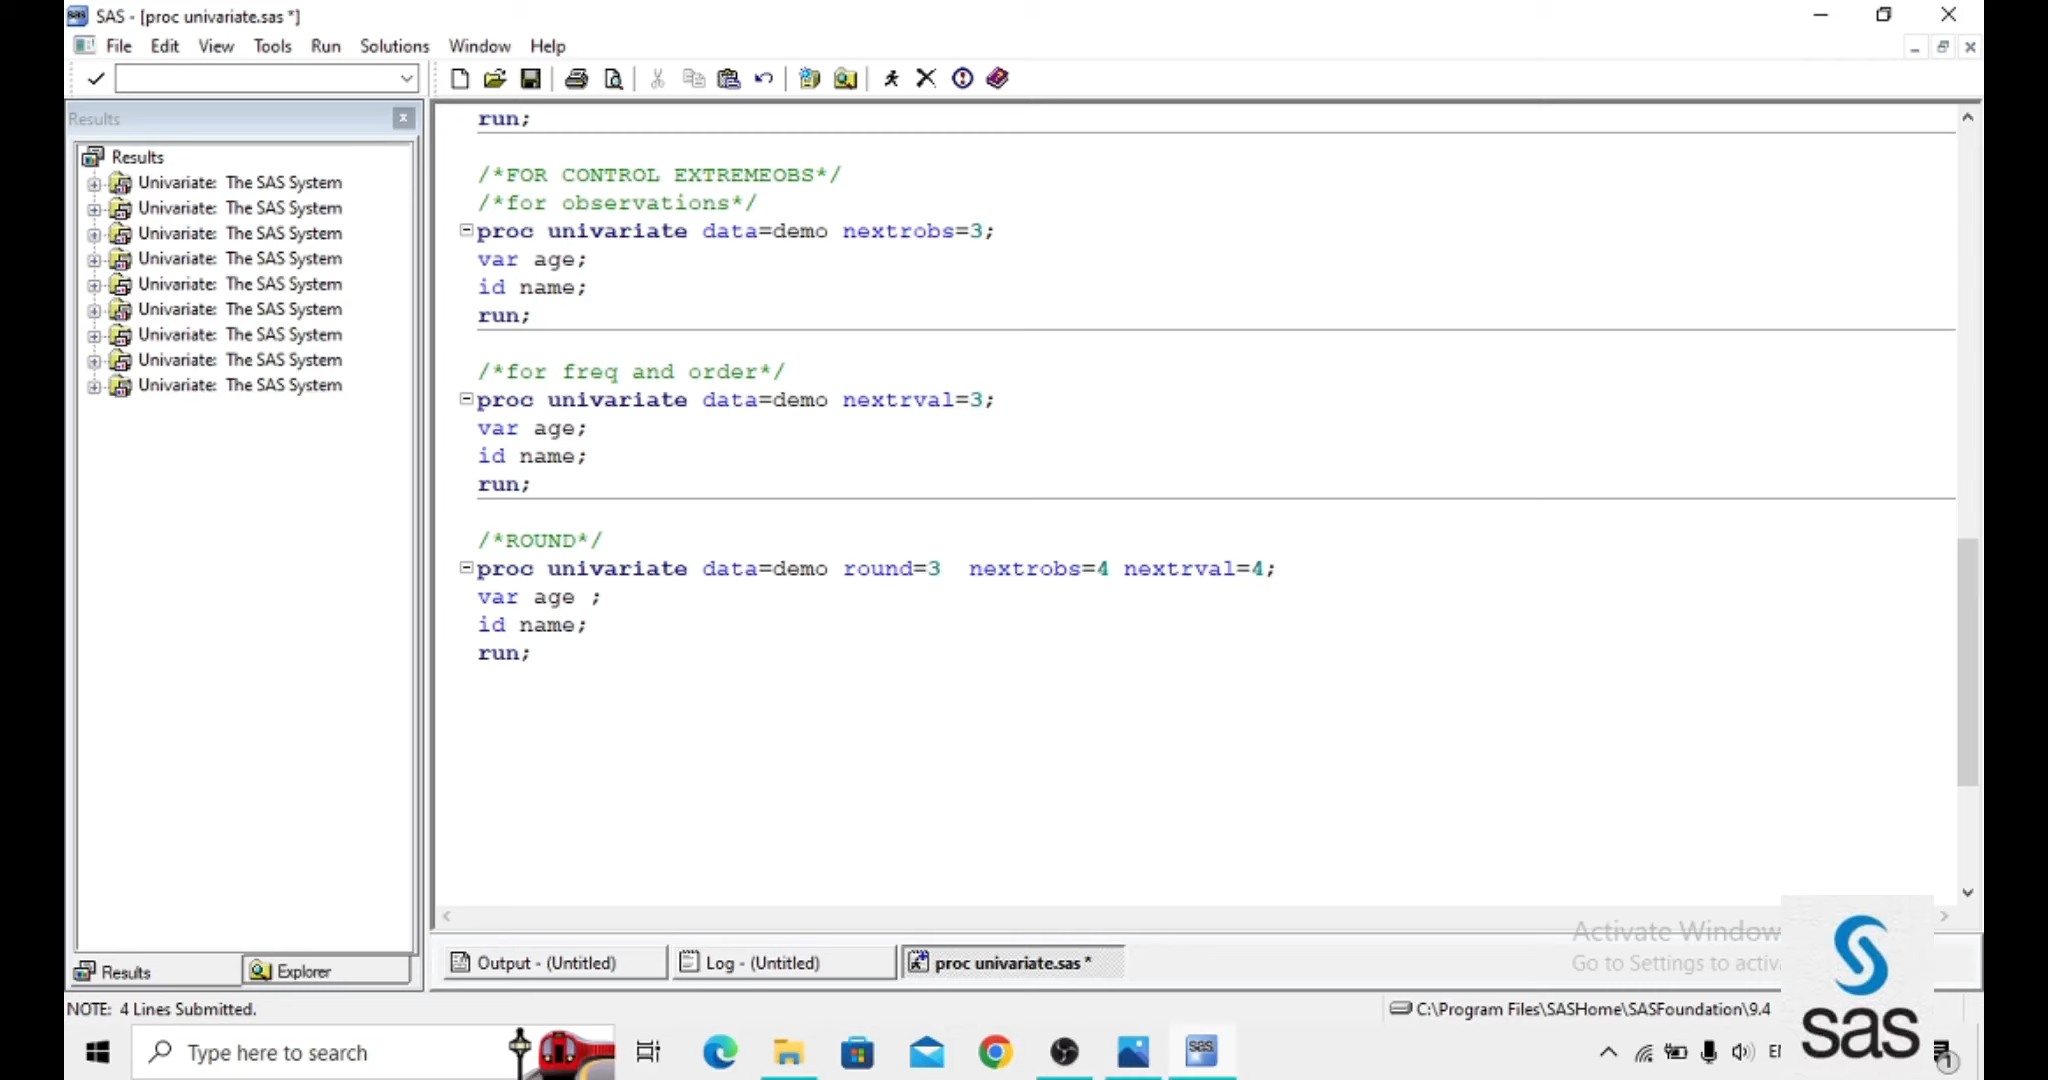 SAS - [proc univariate.sas *]
File Edit View Tools Run Solutions Window Help
Results
Results
Univariate: The SAS System
Univariate: The SAS System
Univariate: The SAS System
Univariate: The SAS System
Univariate: The SAS System
Univariate: The SAS System
Univariate: The SAS System
Univariate: The SAS System
Univariate: The SAS System
run;
/*FOR CONTROL EXTREMEOBS*/
/*for observations*/
proc univariate data=demo nextrobs=3;
var age;
id name;
run;
/*for freq and order*/
proc univariate data=demo nextrval=3;
var age ;
id name;
run;
/*ROUND*/
proc univariate data=demo round=3  nextrobs=4 nextrval=4;
var age ;
id name;
run;
Results Explorer
Output - (Untitled) Log - (Untitled) proc univariate.sas *
Activate Window
Go to Settings to activ
NOTE: 4 Lines Submitted.
C:\Program Files\SASHome\SASFoundation\9.4
sas
Type here to search
sas
1